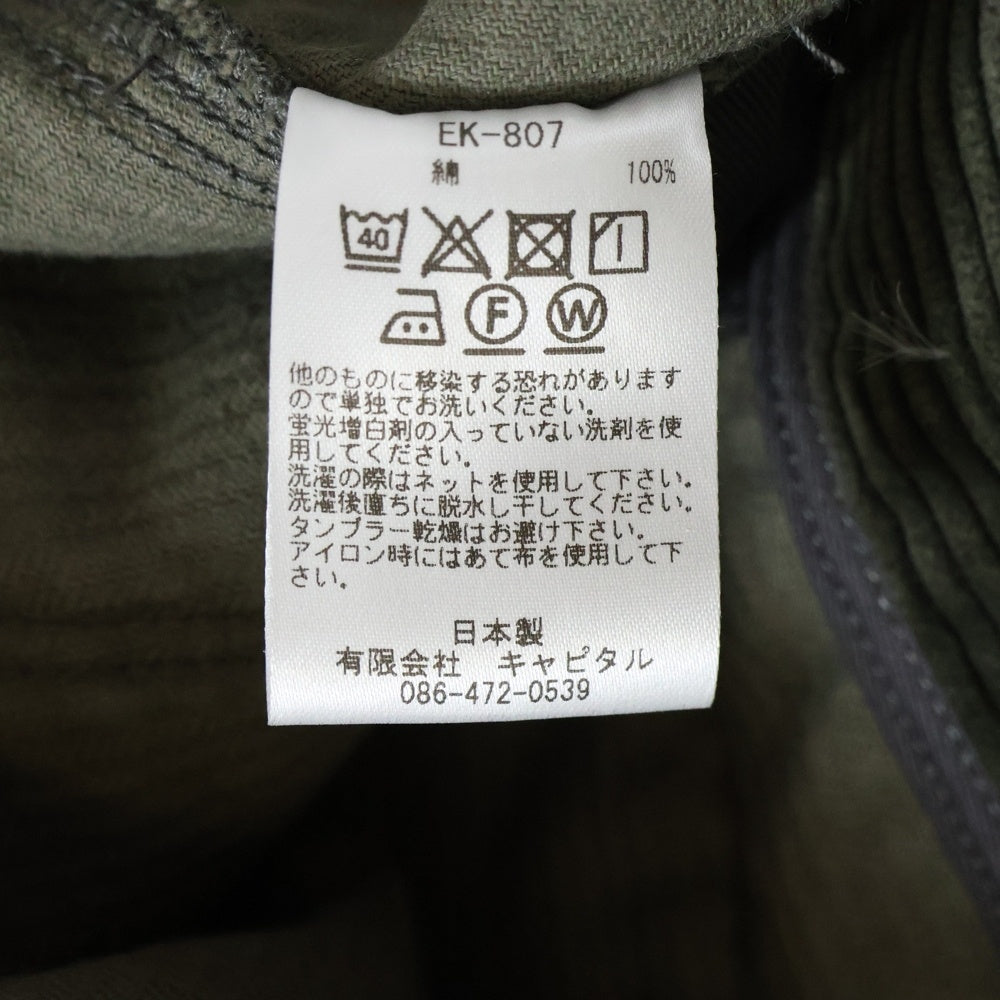 EK-807
綿 100%
40
F W
他のものに移染する恐れがあります
ので単独でお洗いください。
蛍光増白剤の入っていない洗剤を使
用してください。
洗濯の際はネットを使用して下さい。
洗濯後直ちに脱水し干してください。
タンブラー乾燥はお避け下さい。
アイロン時にはあて布を使用して下
さい。
日本製
有限会社 キャピタル
086-472-0539